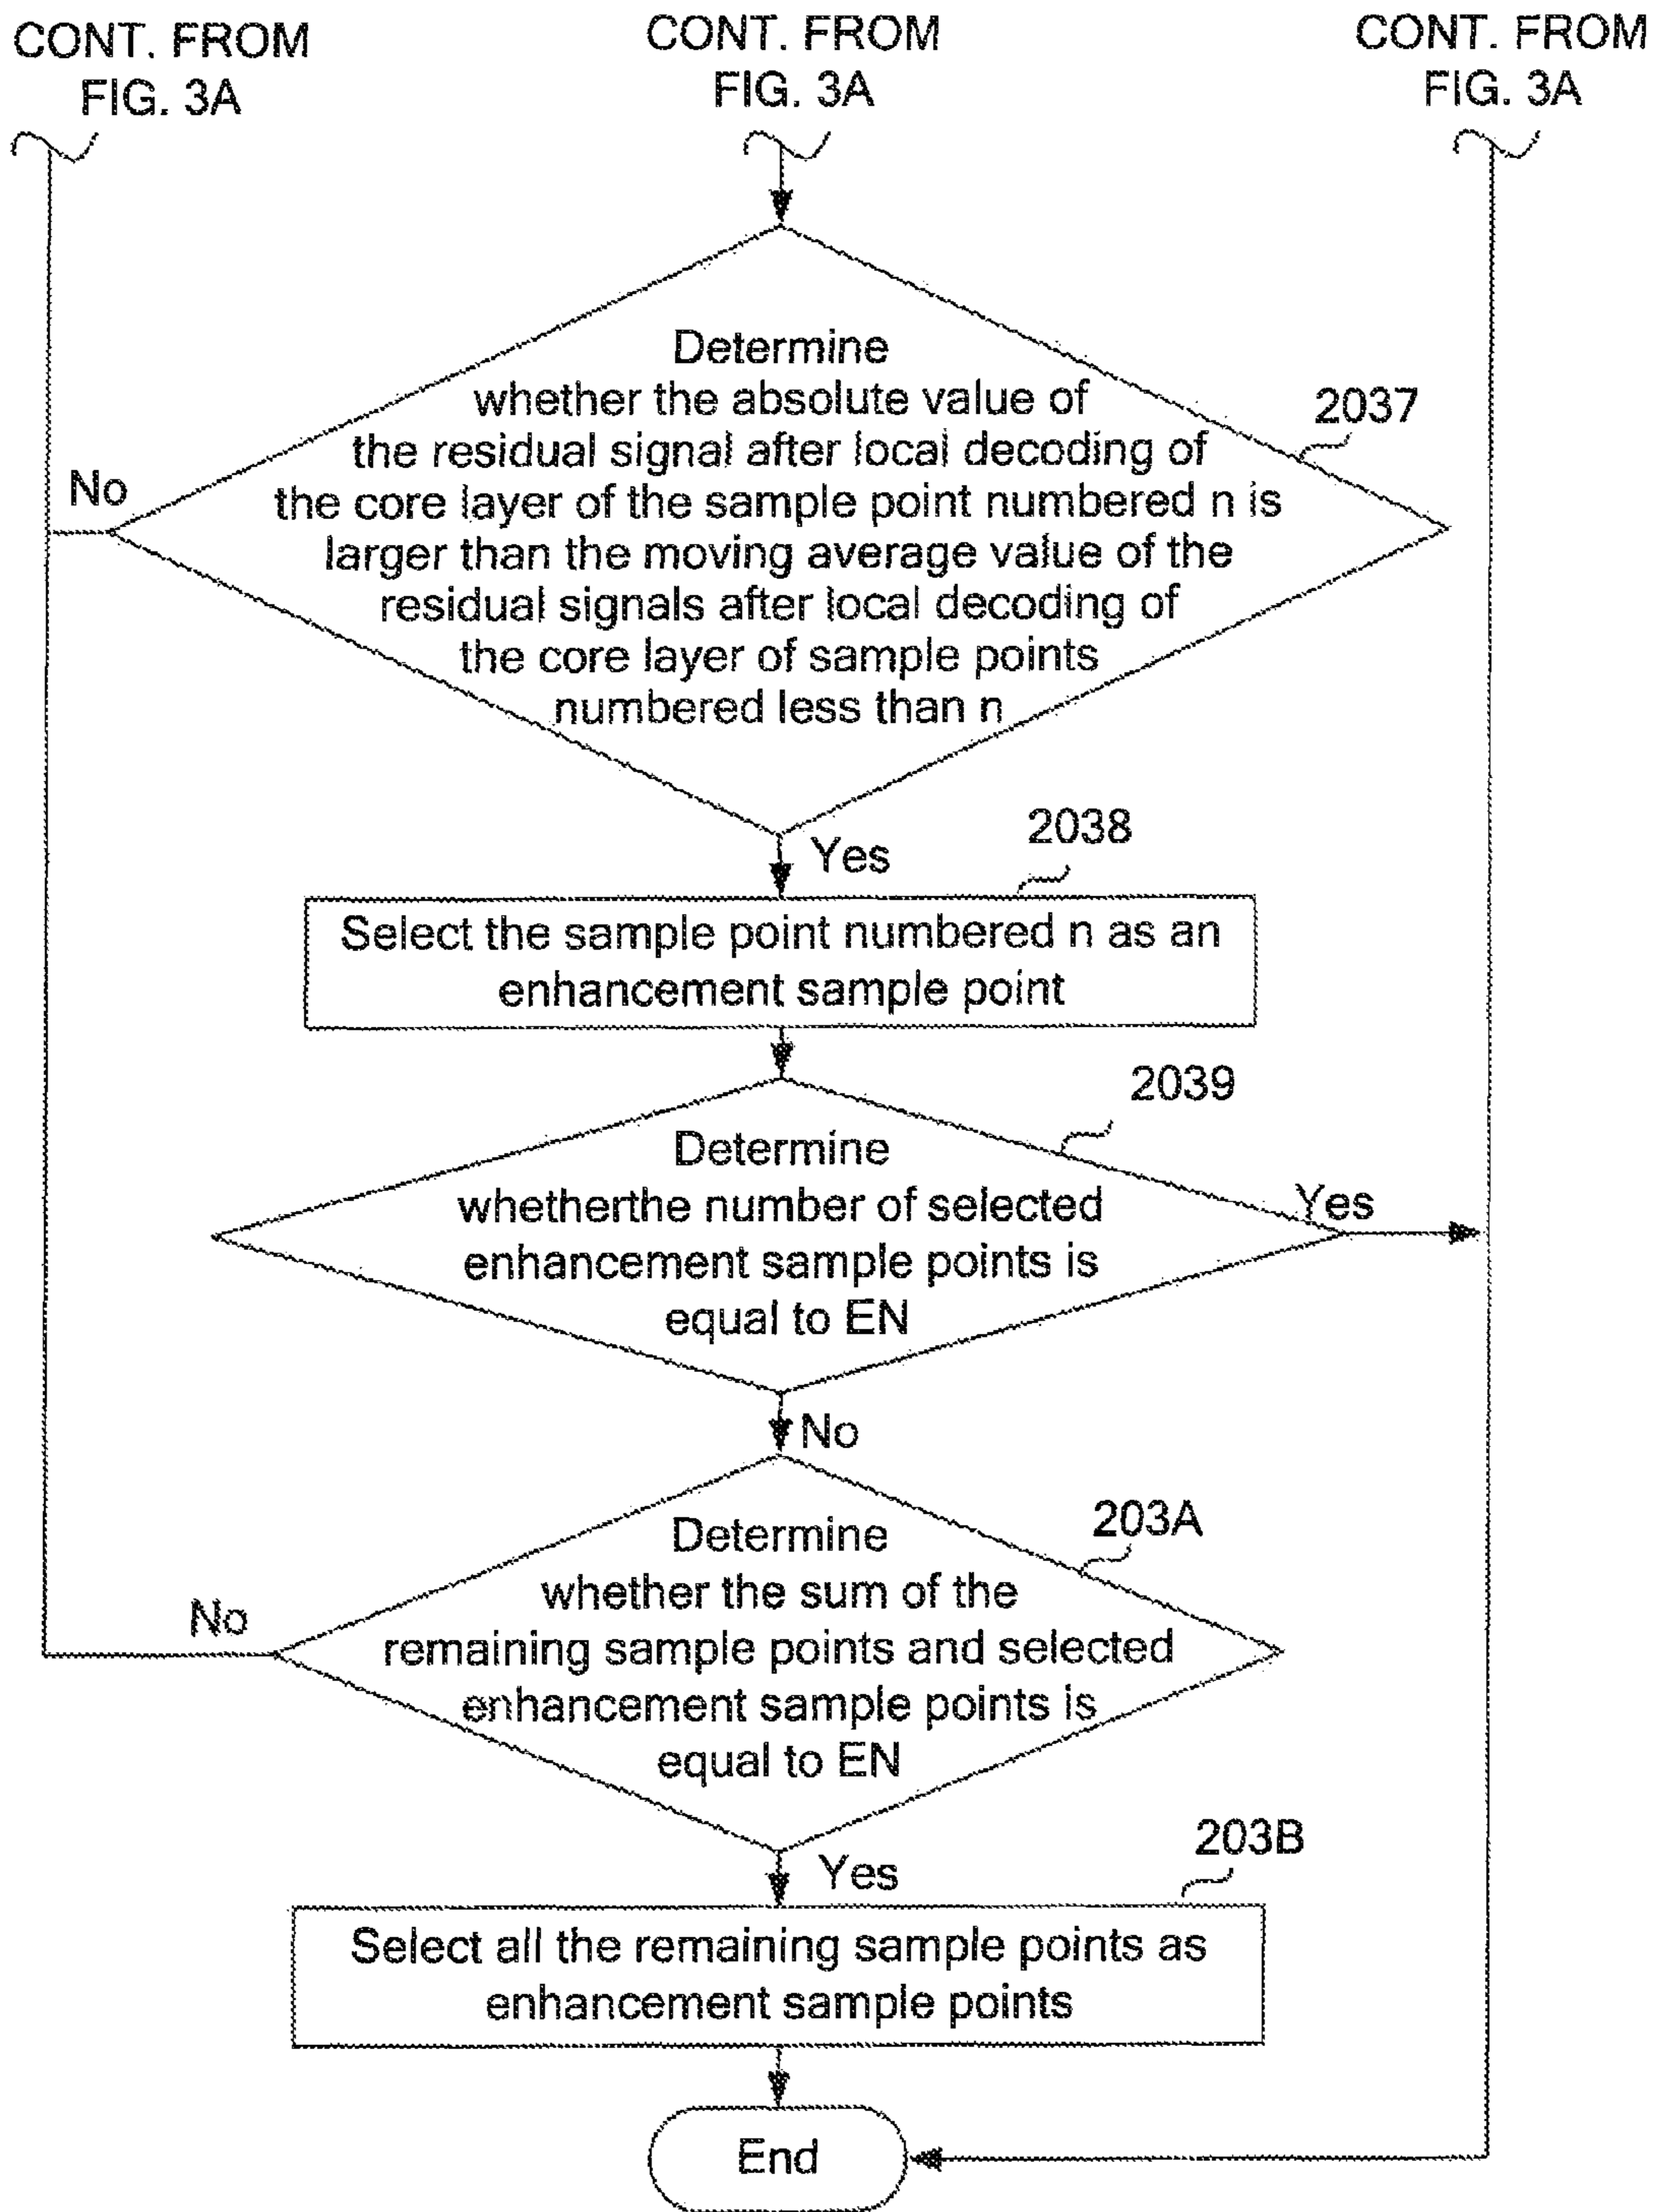 CONT. FROM
FIG. 3A
CONT. FROM
FIG. 3A
CONT. FROM
FIG. 3A
Determine
whether the absolute value of
the residual signal after local decoding of
the core layer of the sample point numbered n is
larger than the moving average value of the
residual signals after local decoding of
the core layer of sample points
numbered less than n
2037
No
Yes
2038
Select the sample point numbered n as an
enhancement sample point
2039
Determine
whetherthe number of selected
enhancement sample points is
equal to EN
Yes
No
203A
Determine
whether the sum of the
remaining sample points and selected
enhancement sample points is
equal to EN
No
Yes
203B
Select all the remaining sample points as
enhancement sample points
End